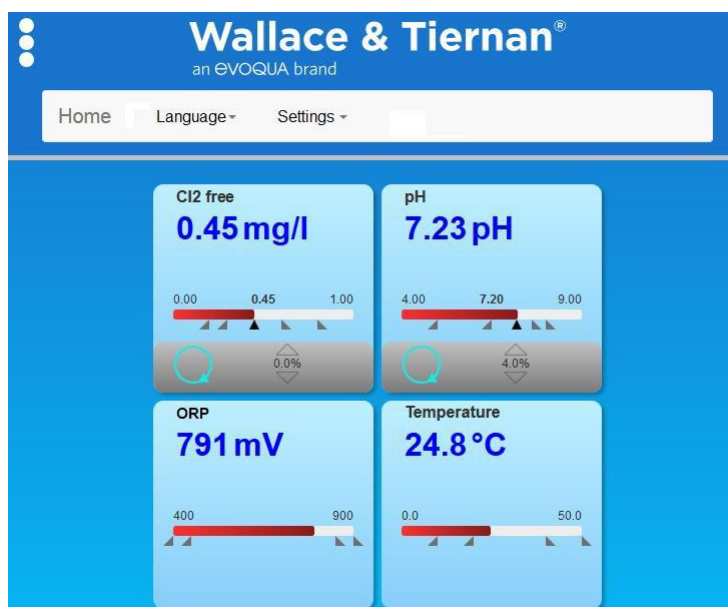 Wallace & Tiernan®
an evoqua brand
Home Language Settings
Cl2 free
0.45 mg/l
0.00 0.45 1.00
0.0%
pH
7.23 pH
4.00 7.20 9.00
4.0%
ORP
791 mV
400 900
Temperature
24.8 °C
0.0 50.0